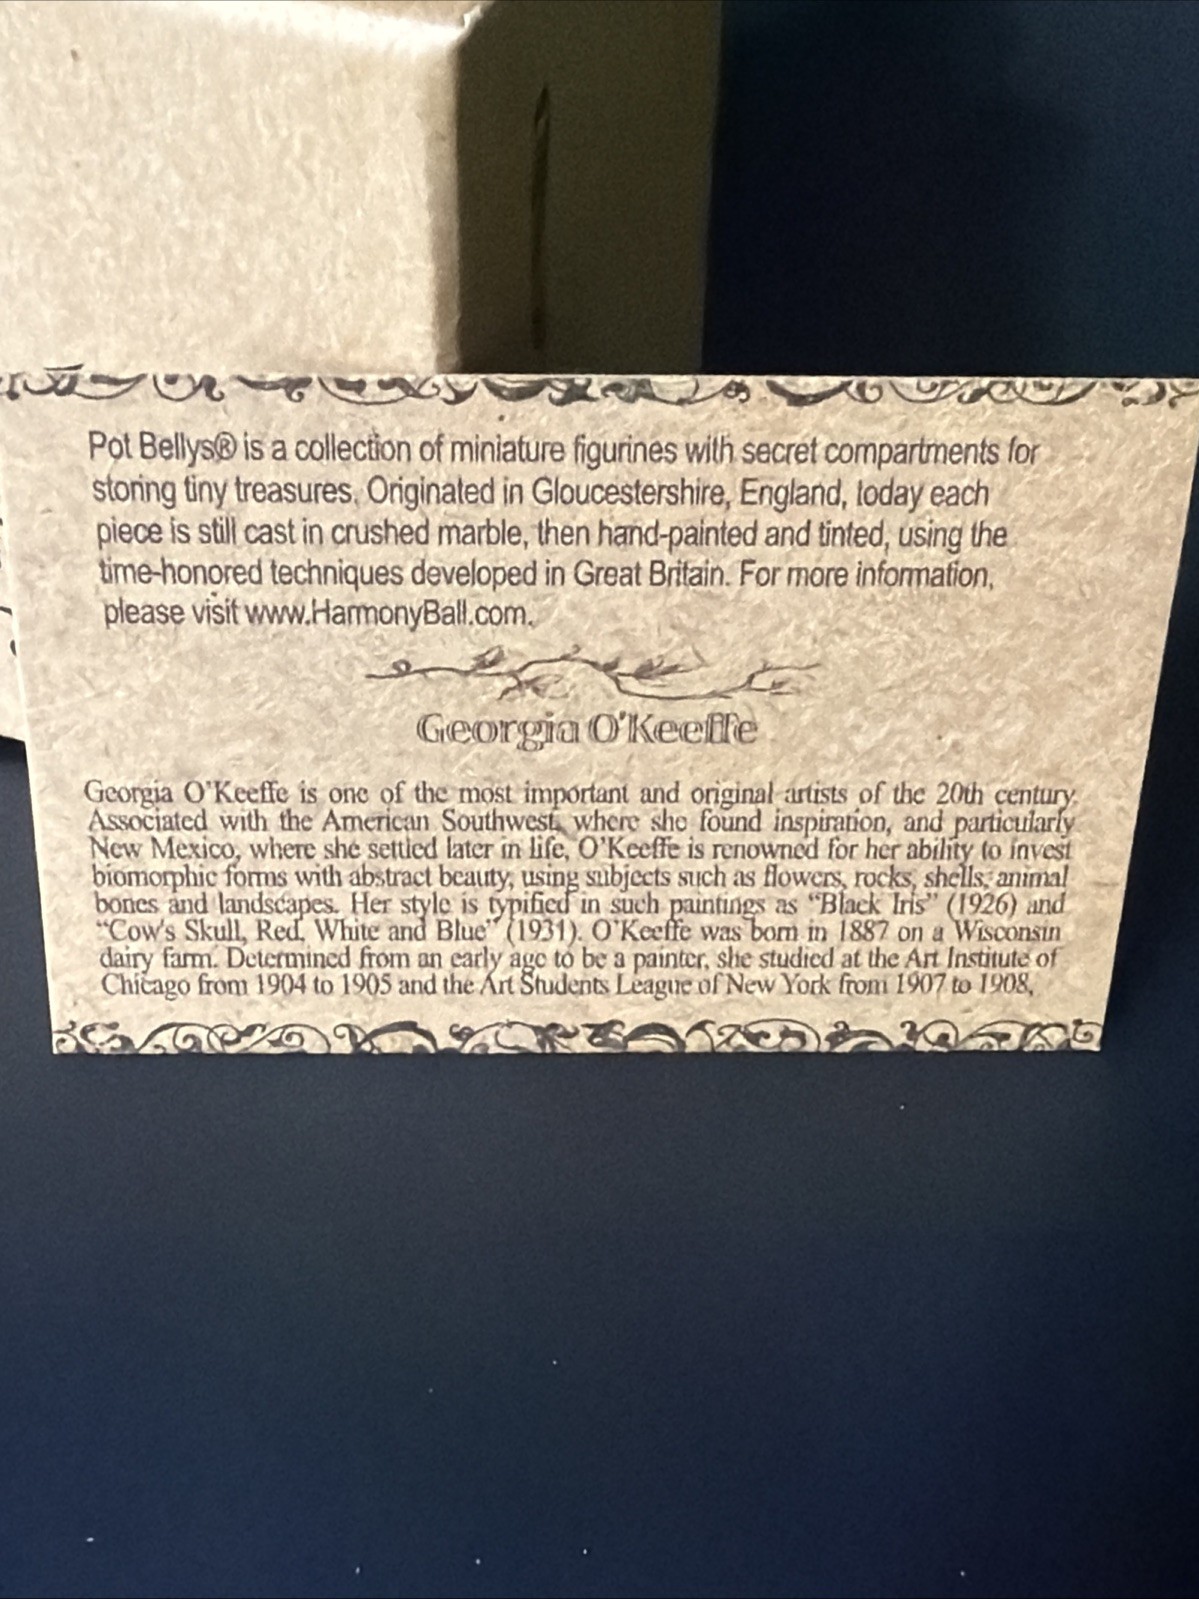 Pot Bellys® is a collection of miniature figurines with secret compartments for
storing tiny treasures. Originated in Gloucestershire, England, today each
piece is still cast in crushed marble, then hand-painted and tinted, using the
time-honored techniques developed in Great Britain. For more information,
please visit www.HarmonyBall.com.
Georgia O'Keeffe
Georgia O'Keeffe is one of the most important and original artists of the 20th century.
Associated with the American Southwest, where she found inspiration, and particularly
New Mexico, where she settled later in life, O'Keeffe is renowned for her ability to invest
biomorphic forms with abstract beauty, using subjects such as flowers, rocks, shells, animal
bones and landscapes. Her style is typified in such paintings as "Black Iris" (1926) and
"Cow's Skull, Red, White and Blue" (1931). O'Keeffe was born in 1887 on a Wisconsin
dairy farm. Determined from an early age to be a painter, she studied at the Art Institute of
Chicago from 1904 to 1905 and the Art Students League of New York from 1907 to 1908.